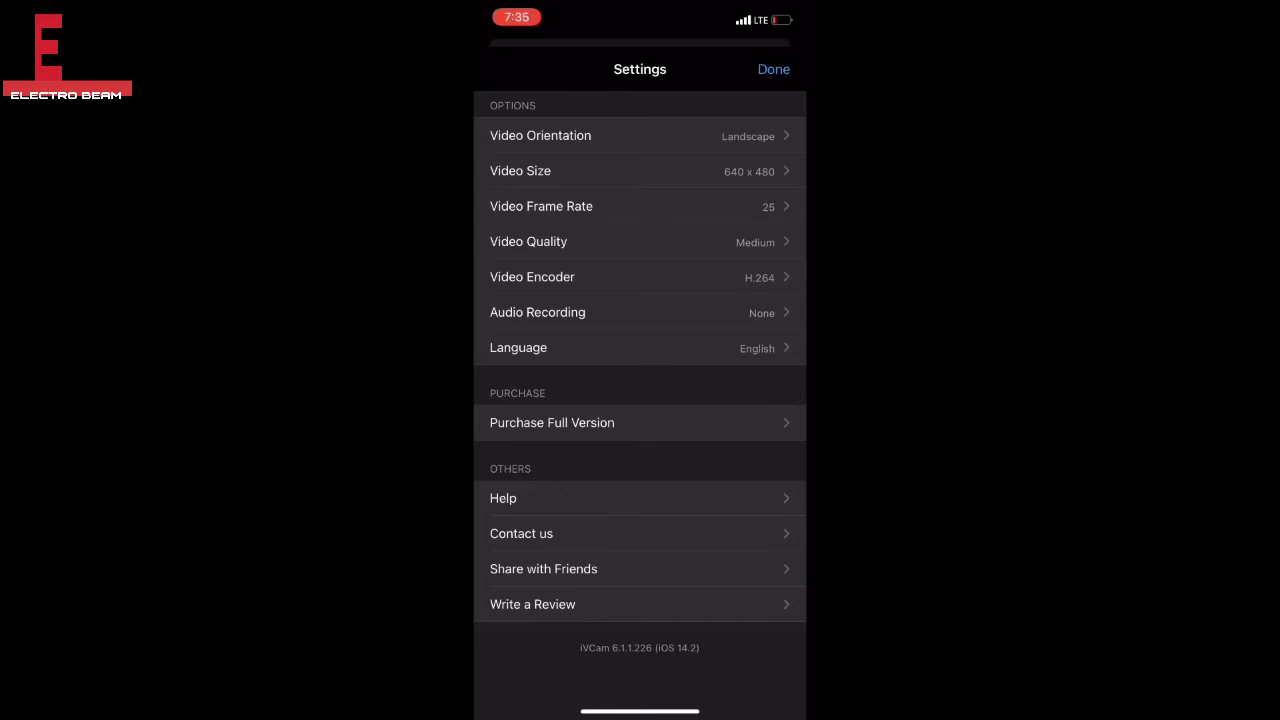 E
ELECTRO BEAM
7:35
LTE
Settings
Done
OPTIONS
Video Orientation Landscape
Video Size 640 x 480
Video Frame Rate 25
Video Quality Medium
Video Encoder H.264
Audio Recording None
Language English
PURCHASE
Purchase Full Version
OTHERS
Help
Contact us
Share with Friends
Write a Review
iVCam 6.1.1.226 (iOS 14.2)